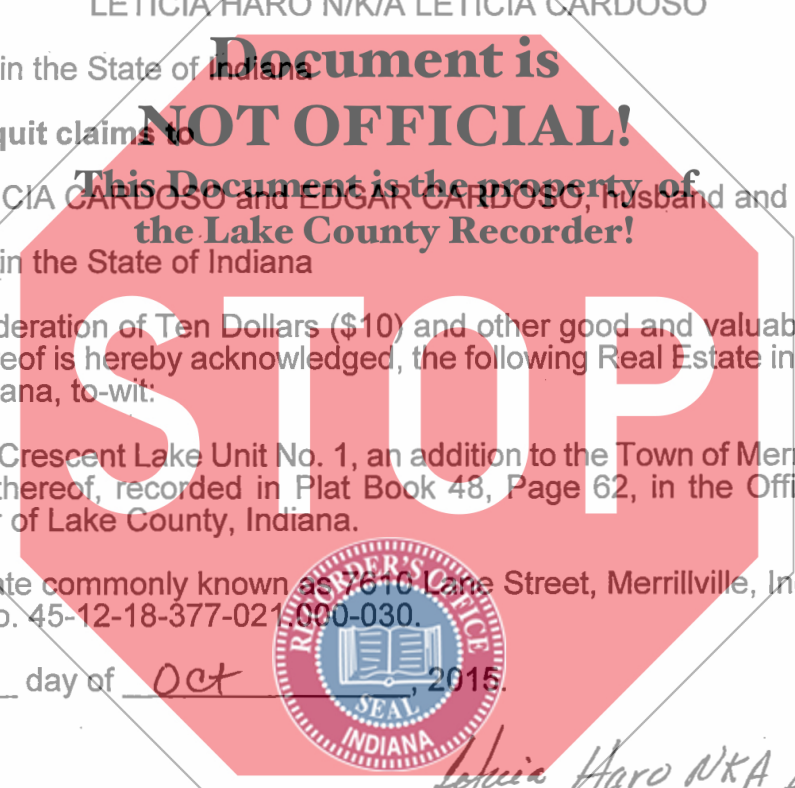 LETICIA HARO N/K/A LETICIA CARDOSO
in the State of Indiana
Document is
quit claims to
NOT OFFICIAL!
This Document is the property of
CIA CARDOSO and EDGAR CARDOSO, husband and
the Lake County Recorder!
in the State of Indiana
STOP
deration of Ten Dollars ($10) and other good and valuab
eof is hereby acknowledged, the following Real Estate in
ana, to-wit:
Crescent Lake Unit No. 1, an addition to the Town of Merr
thereof, recorded in Plat Book 48, Page 62, in the Offi
of Lake County, Indiana.
ate commonly known as 7610 Lane Street, Merrillville, In
o. 45-12-18-377-021.000-030.
RECORDER'S OFFICE
SEAL
INDIANA
day of Oct, 2015.
Leticia Haro NKA